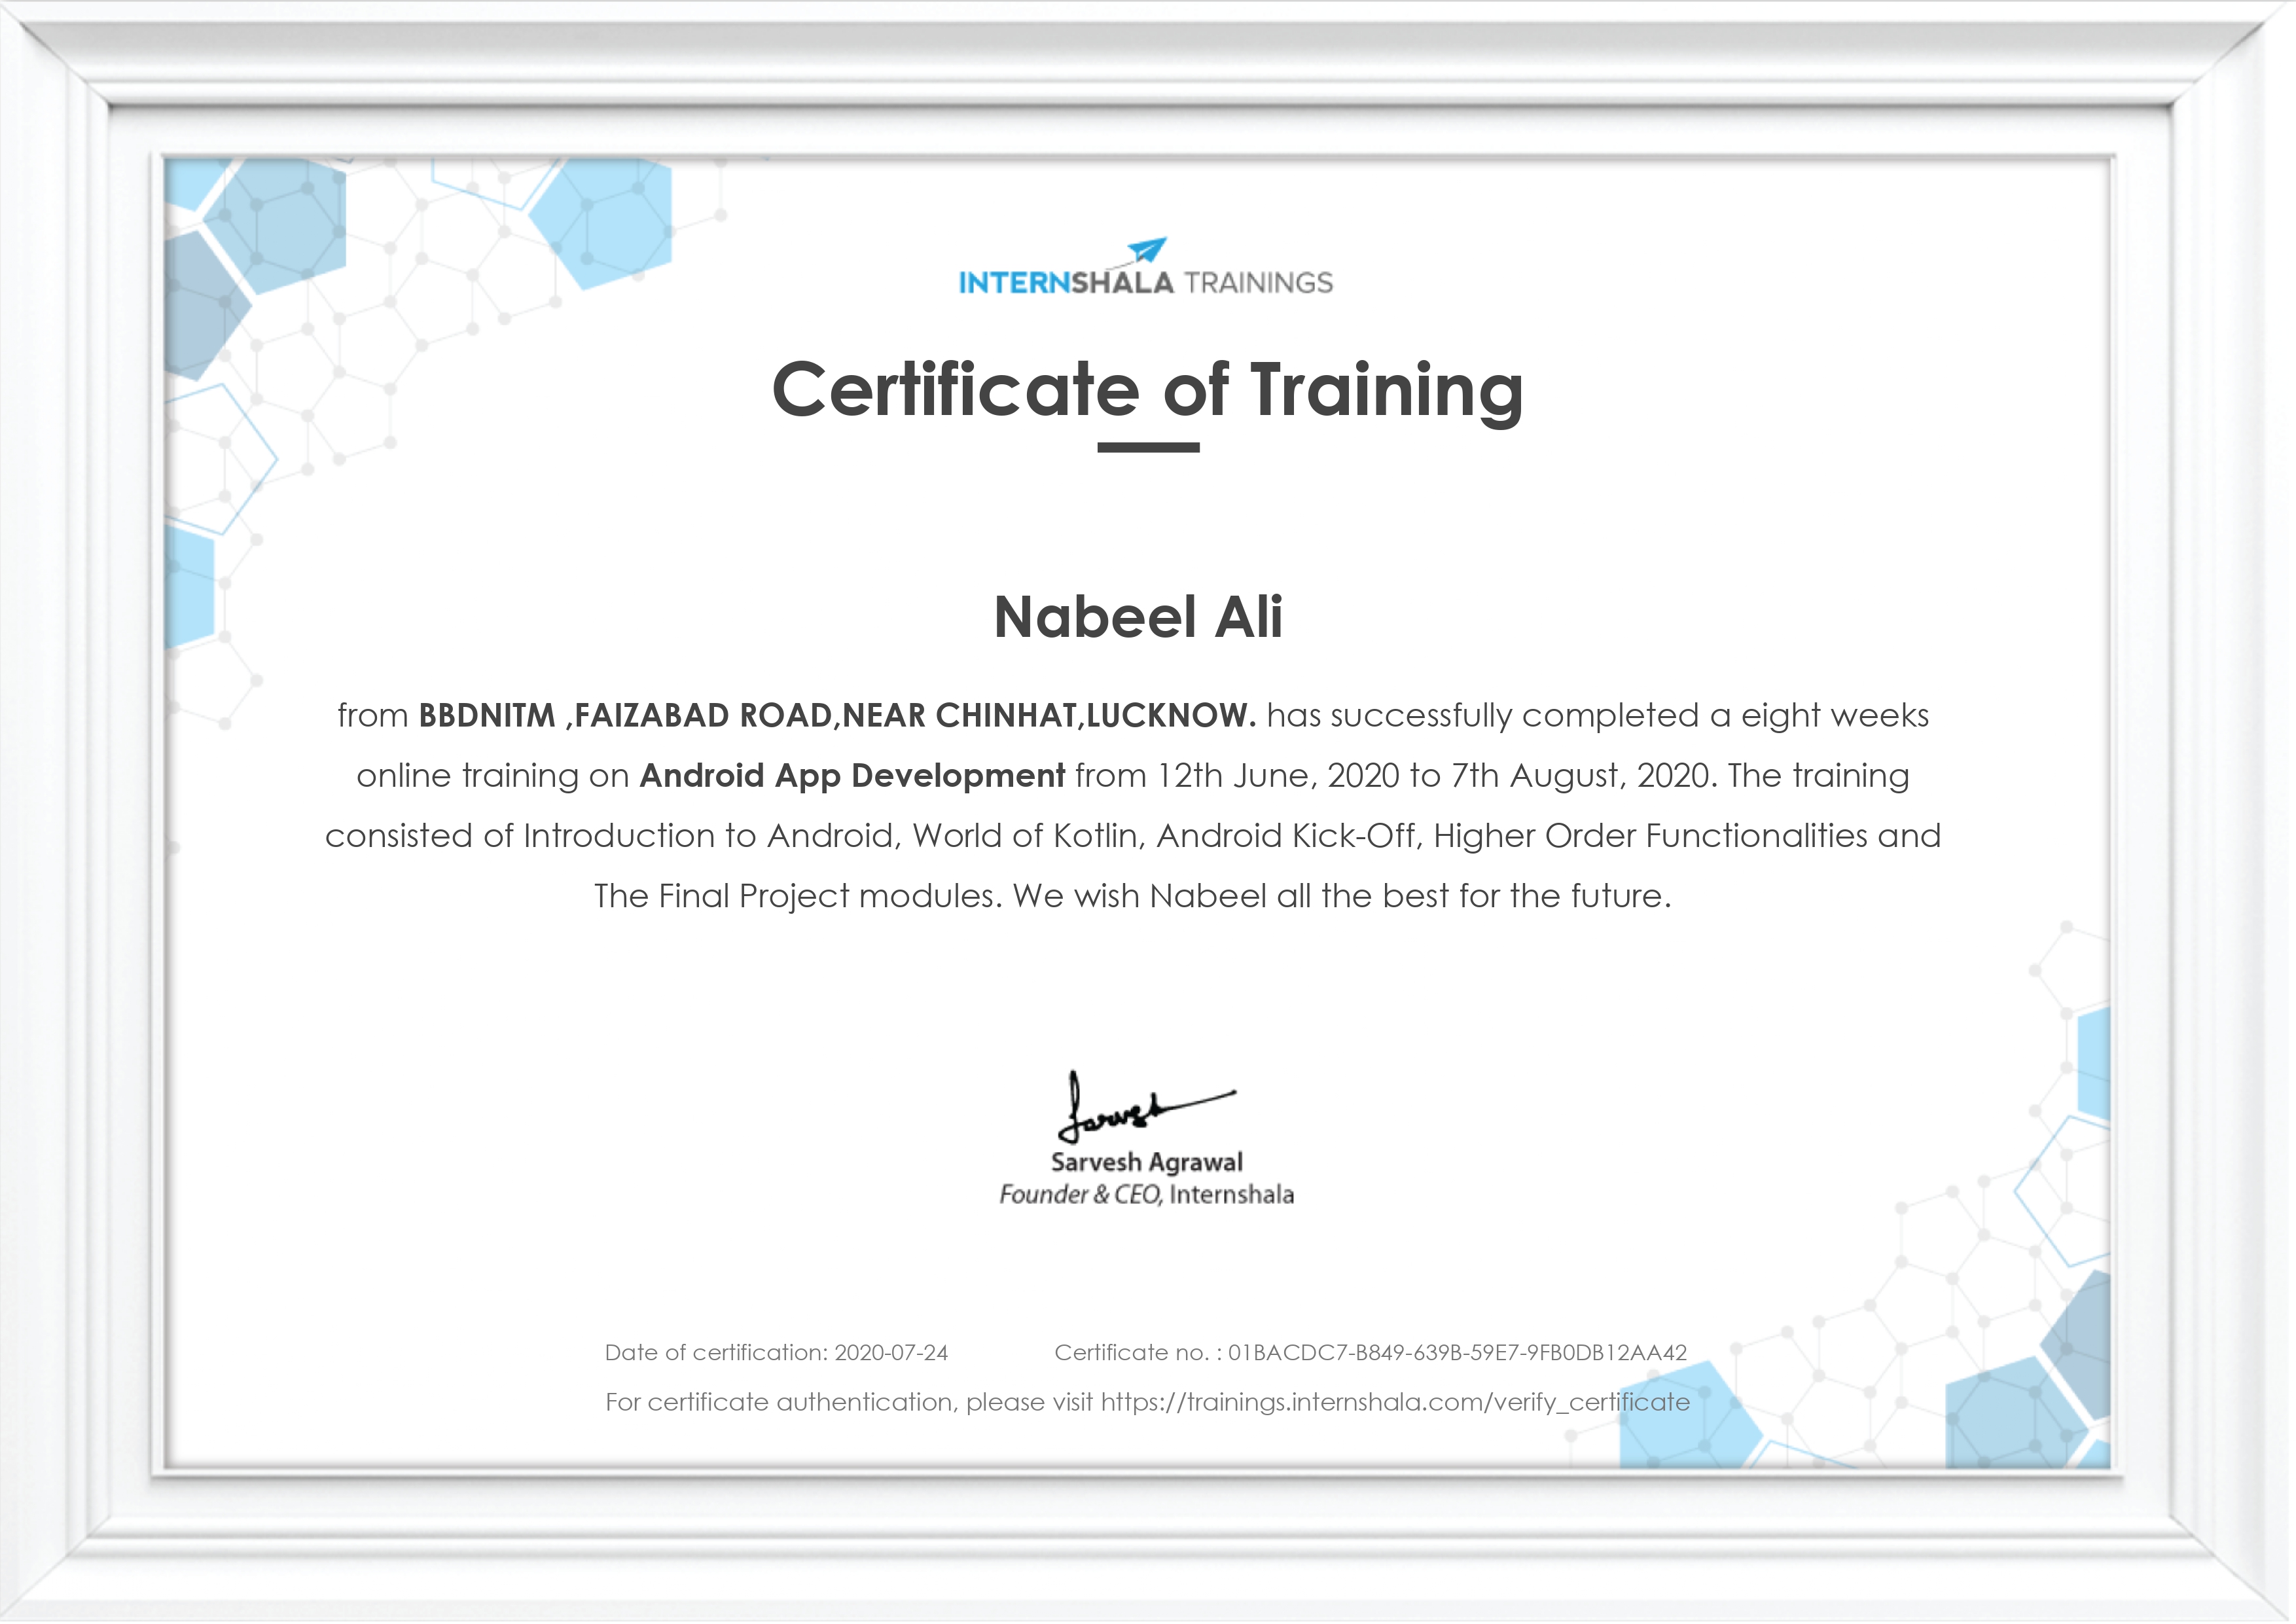 INTERNSHALA TRAININGS
Certificate of Training
Nabeel Ali
from BBDNITM ,FAIZABAD ROAD,NEAR CHINHAT,LUCKNOW. has successfully completed a eight weeks
online training on Android App Development from 12th June, 2020 to 7th August, 2020. The training
consisted of Introduction to Android, World of Kotlin, Android Kick-Off, Higher Order Functionalities and
The Final Project modules. We wish Nabeel all the best for the future.
Sarvesh
Sarvesh Agrawal
Founder & CEO, Internshala
Date of certification: 2020-07-24 Certificate no. : 01BACDC7-B849-639B-59E7-9FB0DB12AA42
For certificate authentication, please visit https://trainings.internshala.com/verify_certificate